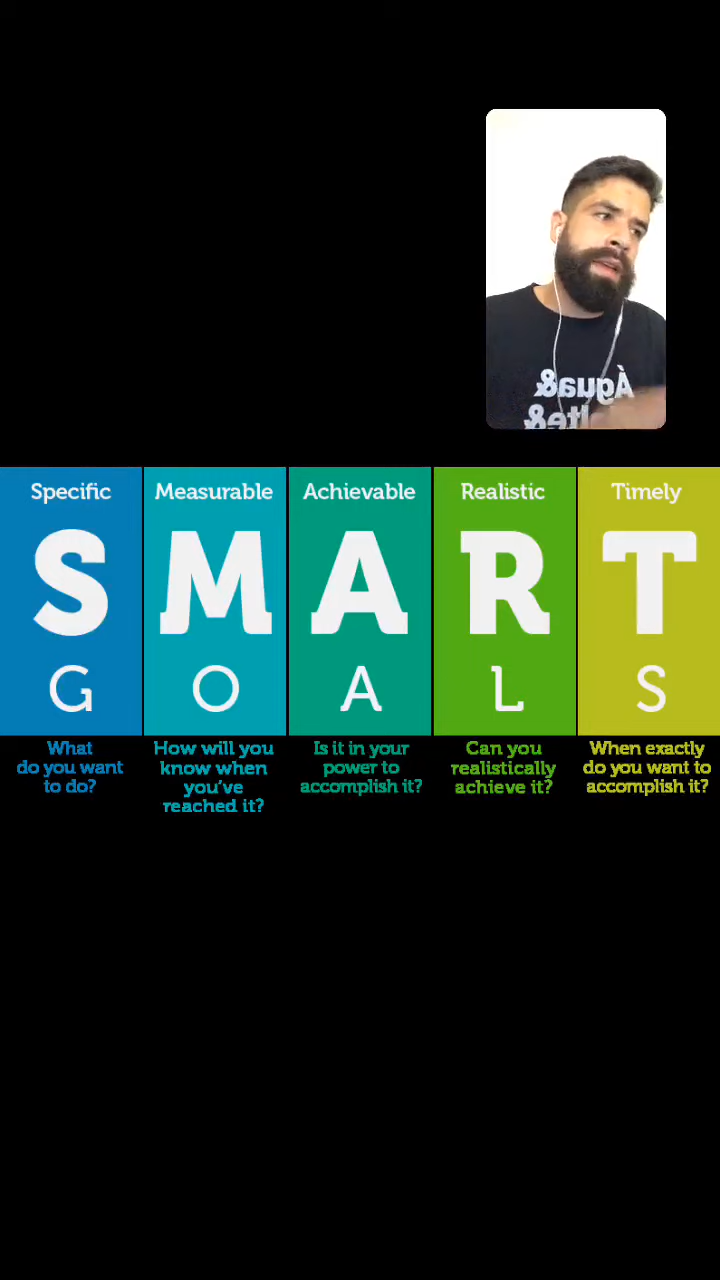 Água&
&
Specific
Measurable
Achievable
Realistic
Timely
S
M
A
R
T
G
O
A
L
S
What
do you want
to do?
How will you
know when
you've
reached it?
Is it in your
power to
accomplish it?
Can you
realistically
achieve it?
When exactly
do you want to
accomplish it?